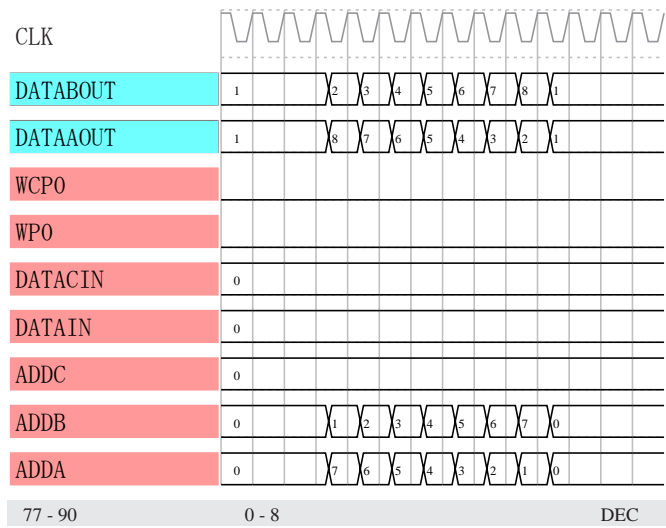 CLK
DATABOUT 1 2 3 4 5 6 7 8 1
DATAAOUT 1 8 7 6 5 4 3 2 1
WCPO
WPO
DATACIN 0
DATAIN 0
ADDC 0
ADDB 0 1 2 3 4 5 6 7 0
ADDA 0 7 6 5 4 3 2 1 0
77 - 90 0 - 8 DEC